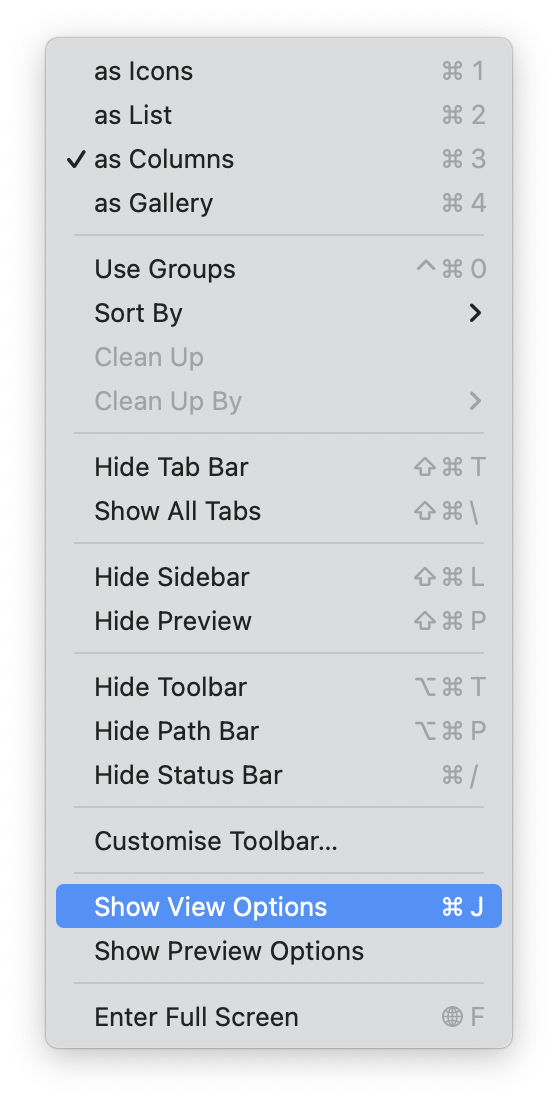 as Icons ⌘ 1
as List ⌘ 2
✓ as Columns ⌘ 3
as Gallery ⌘ 4
Use Groups ^ ⌘ 0
Sort By >
Clean Up
Clean Up By >
Hide Tab Bar ⇧ ⌘ T
Show All Tabs ⇧ ⌘ \
Hide Sidebar ⇧ ⌘ L
Hide Preview ⇧ ⌘ P
Hide Toolbar ⌥ ⌘ T
Hide Path Bar ⌥ ⌘ P
Hide Status Bar ⌘ /
Customise Toolbar...
Show View Options ⌘ J
Show Preview Options
Enter Full Screen 🌐 F